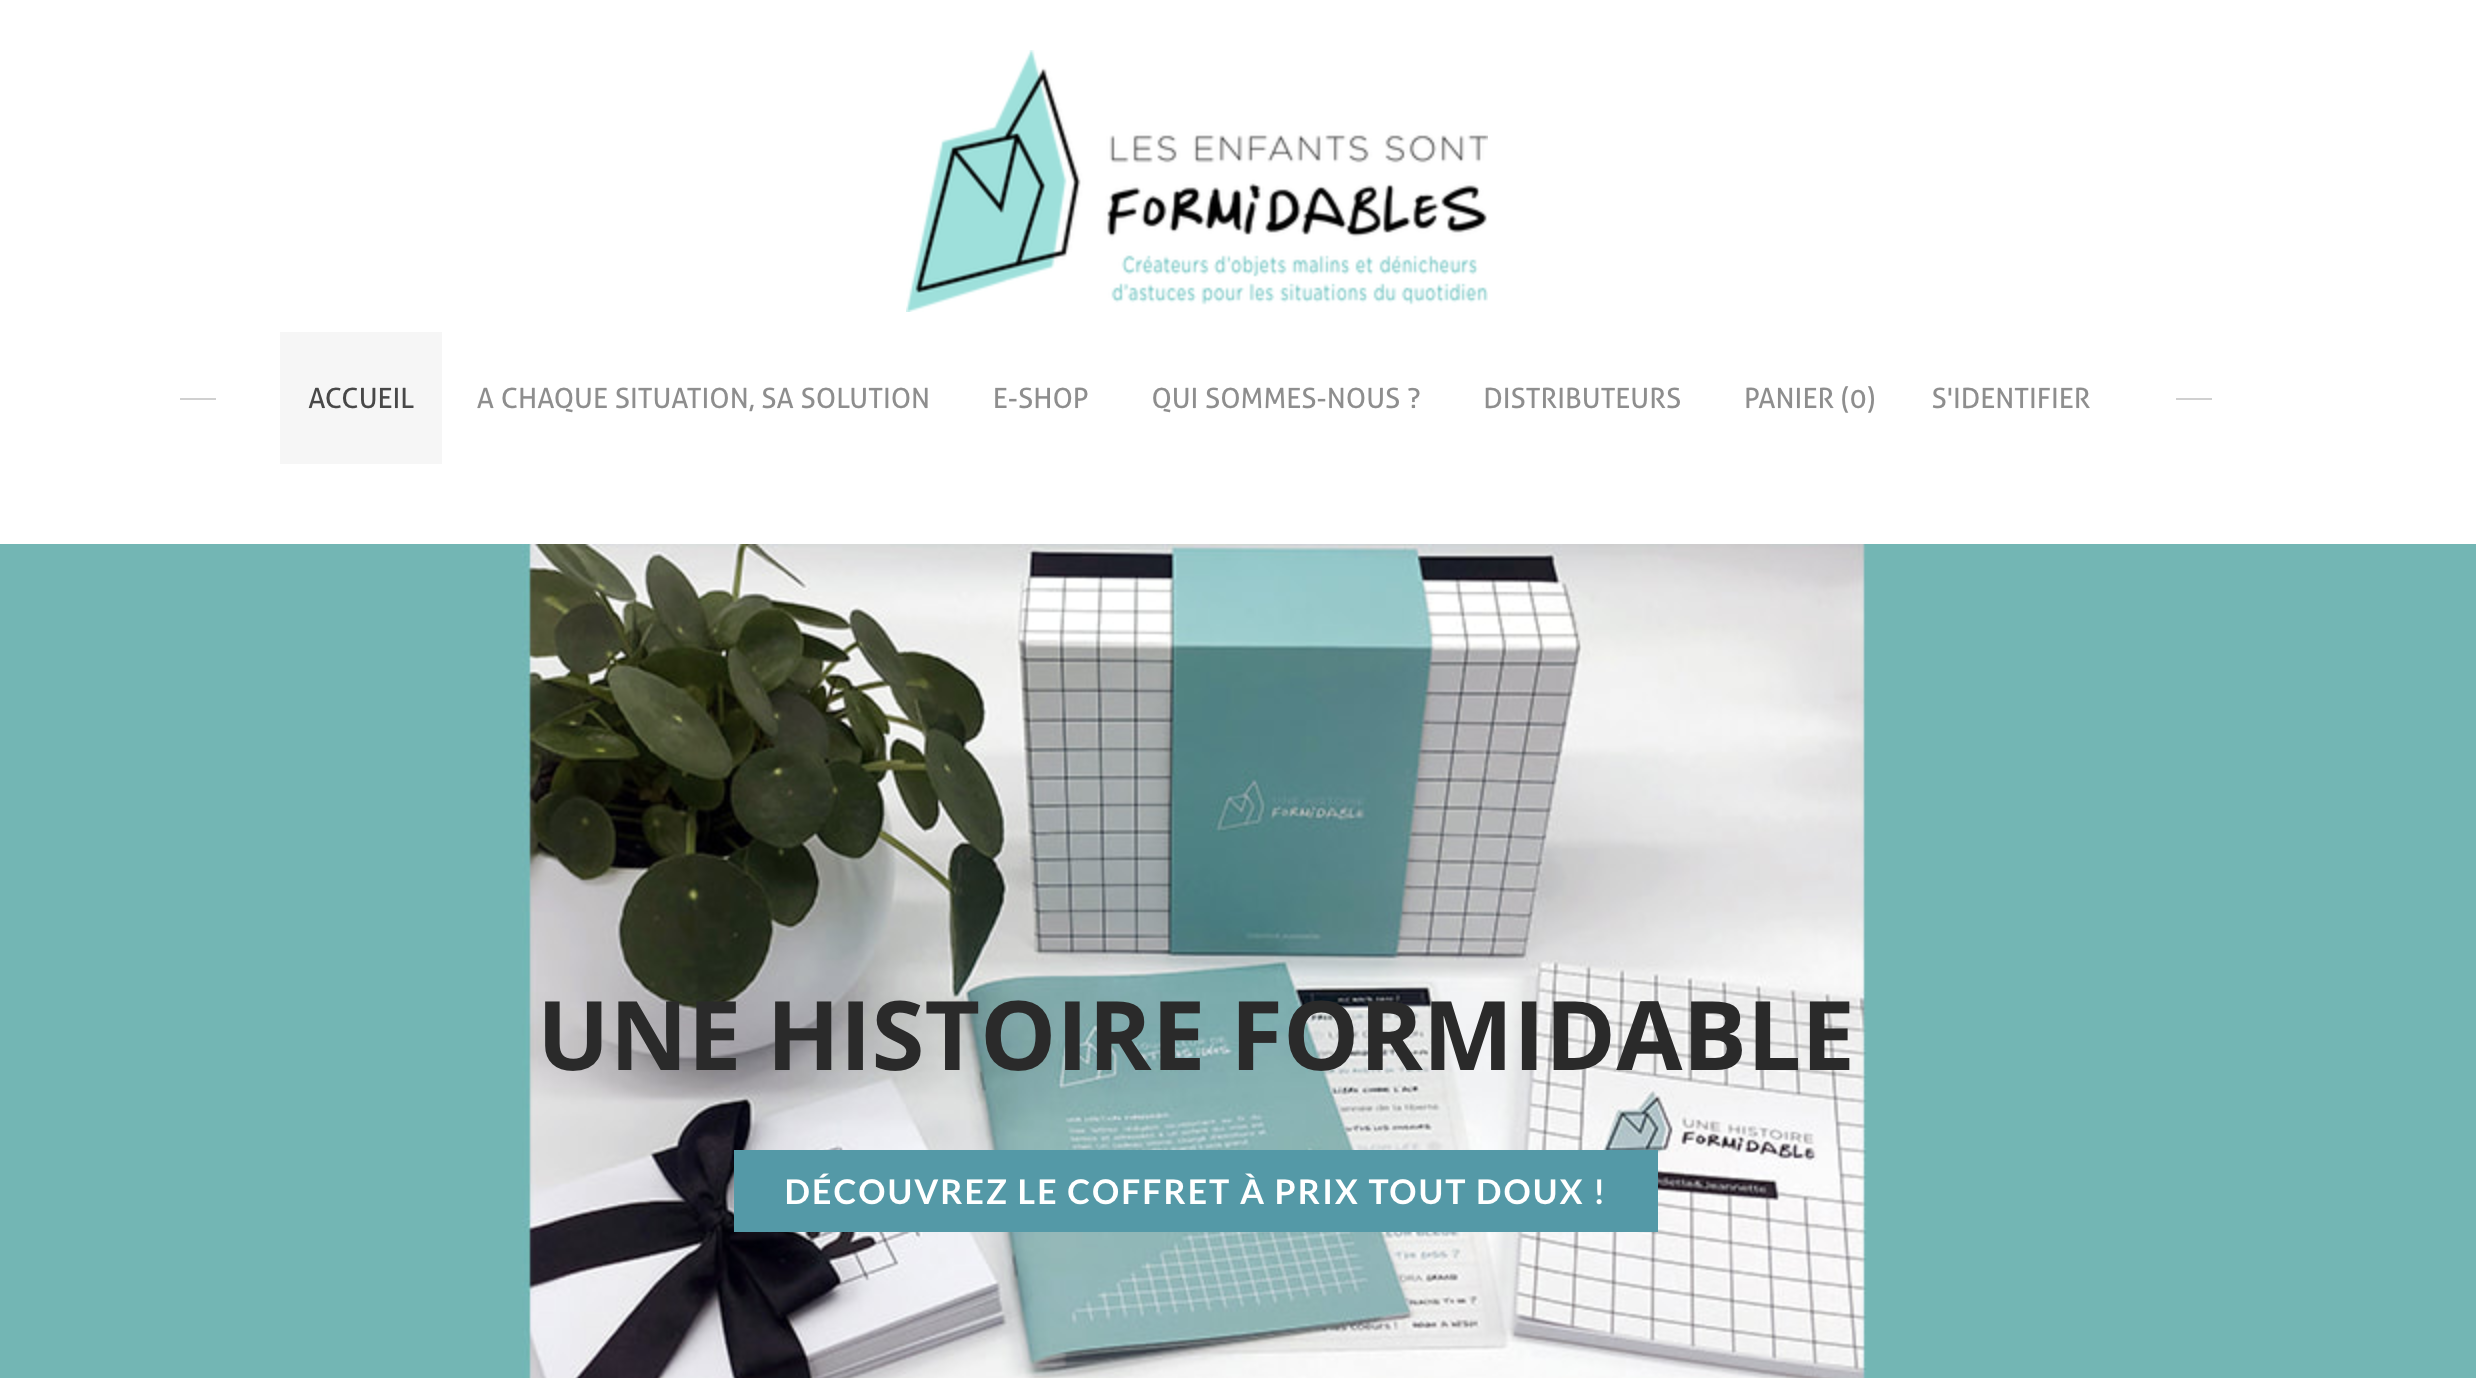 LES ENFANTS SONT
FORMIDABLES
Créateurs d'objets malins et dénicheurs
d'astuces pour les situations du quotidien
ACCUEIL
A CHAQUE SITUATION, SA SOLUTION
E-SHOP
QUI SOMMES-NOUS ?
DISTRIBUTEURS
PANIER (0)
S'IDENTIFIER
UNE HISTOIRE
FORMIDABLE
UNE HISTOIRE FORMIDABLE
UNE HISTOIRE
FORMIDABLE
DÉCOUVREZ LE COFFRET À PRIX TOUT DOUX !